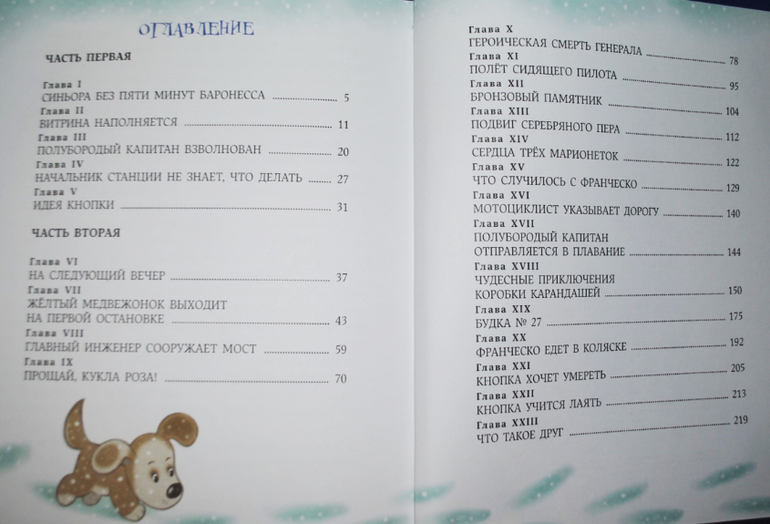 ОГЛАВЛЕНИЕ
ЧАСТЬ ПЕРВАЯ
Глава I
СИНЬОРА БЕЗ ПЯТИ МИНУТ БАРОНЕССА 5
Глава II
ВИТРИНА НАПОЛНЯЕТСЯ 11
Глава III
ПОЛУБОРОДЫЙ КАПИТАН ВЗВОЛНОВАН 20
Глава IV
НАЧАЛЬНИК СТАНЦИИ НЕ ЗНАЕТ, ЧТО ДЕЛАТЬ 27
Глава V
ИДЕЯ КНОПКИ 31
ЧАСТЬ ВТОРАЯ
Глава VI
НА СЛЕДУЮЩИЙ ВЕЧЕР 37
Глава VII
ЖЁЛТЫЙ МЕДВЕЖОНОК ВЫХОДИТ
НА ПЕРВОЙ ОСТАНОВКЕ 43
Глава VIII
ГЛАВНЫЙ ИНЖЕНЕР СООРУЖАЕТ МОСТ 59
Глава IX
ПРОЩАЙ, КУКЛА РОЗА! 70
Глава X
ГЕРОИЧЕСКАЯ СМЕРТЬ ГЕНЕРАЛА 78
Глава XI
ПОЛЁТ СИДЯЩЕГО ПИЛОТА 95
Глава XII
БРОНЗОВЫЙ ПАМЯТНИК 104
Глава XIII
ПОДВИГ СЕРЕБРЯНОГО ПЕРА 112
Глава XIV
СЕРДЦА ТРЁХ МАРИОНЕТОК 122
Глава XV
ЧТО СЛУЧИЛОСЬ С ФРАНЧЕСКО 129
Глава XVI
МОТОЦИКЛИСТ УКАЗЫВАЕТ ДОРОГУ 140
Глава XVII
ПОЛУБОРОДЫЙ КАПИТАН
ОТПРАВЛЯЕТСЯ В ПЛАВАНИЕ 144
Глава XVIII
ЧУДЕСНЫЕ ПРИКЛЮЧЕНИЯ
КОРОБКИ КАРАНДАШЕЙ 150
Глава XIX
БУДКА № 27 175
Глава XX
ФРАНЧЕСКО ЕДЕТ В КОЛЯСКЕ 192
Глава XXI
КНОПКА ХОЧЕТ УМЕРЕТЬ 205
Глава XXII
КНОПКА УЧИТСЯ ЛАЯТЬ 213
Глава XXIII
ЧТО ТАКОЕ ДРУГ 219